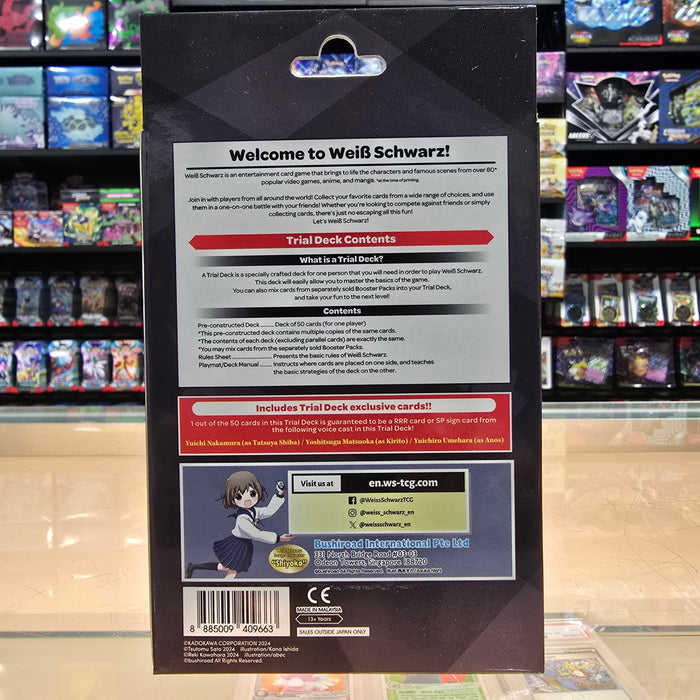 Welcome to Weiß Schwarz!
Weiß Schwarz is an entertainment card game that brings to life the characters and famous scenes from over 80*
popular video games, anime, and manga. *as the time of printing.
Join in with players from all around the world! Collect your favorite cards from a wide range of choices, and use
them in a one-on-one battle with your friends! Whether you're looking to compete against friends or simply
collecting cards, there's just no escaping all this fun!
Let's Weiß Schwarz!
Trial Deck Contents
What is a Trial Deck?
A Trial Deck is a specially crafted deck for one person that you will need in order to play Weiß Schwarz.
This deck will easily allow you to master the basics of the game.
You can also mix cards from separately sold Booster Packs into your Trial Deck,
and take your fun to the next level!
Contents
Pre-constructed Deck ........ Deck of 50 cards (for one player)
*This pre-constructed deck contains multiple copies of the same cards.
*The contents of each deck (excluding parallel cards) are exactly the same.
*You may mix cards from the separately sold Booster Packs.
Rules Sheet ........ Presents the basic rules of Weiß Schwarz.
Playmat/Deck Manual ........ Instructs where cards are placed on one side, and teaches
the basic strategies of the deck on the other.
Includes Trial Deck exclusive cards!!
1 out of the 50 cards in this Trial Deck is guaranteed to be a RRR card or SP sign card from
the following voice cast in this Trial Deck!
Yuichi Nakamura (as Tatsuya Shiba) / Yoshitsugu Matsuoka (as Kirito) / Yuichiro Umehara (as Anos)
Visit us at en.ws-tcg.com
@WeissSchwarzTCG
@weiss_schwarz_en
@weissschwarz_en
"Shiyoko"
Bushiroad International Pte Ltd
331 North Bridge Road #03-03
Odeon Towers, Singapore 188720
CE
MADE IN MALAYSIA
13+ Years
SALES OUTSIDE JAPAN ONLY
8 885009 409663
©KADOKAWA CORPORATION 2024
©Tsutomu Sato 2024 illustration/Kana Ishida
©Reki Kawahara 2024 illustration/abec
©bushiroad All Rights Reserved.